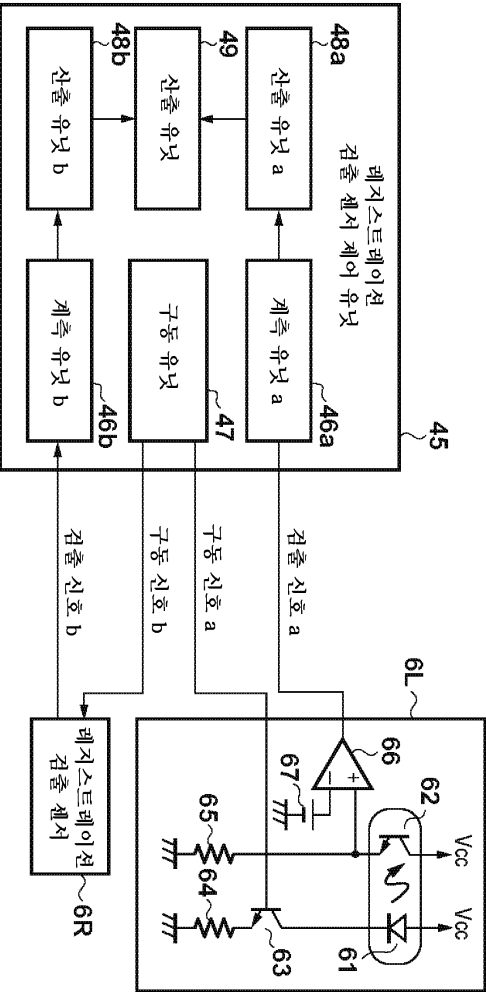 45
레지스트레이션
검출 센서 제어 유닛
48a
산출 유닛 a
49
산출 유닛
48b
산출 유닛 b
46a
계측 유닛 a
47
구동 유닛
46b
계측 유닛 b
검출 신호 a
구동 신호 a
구동 신호 b
검출 신호 b
6L
66
+
−
67
65
64
63
62
61
Vcc
Vcc
레지스트레이션
검출 센서
6R